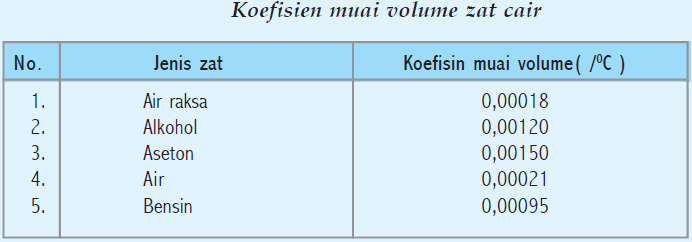 Koefisien muai volume zat cair
No. Jenis zat Koefisin muai volume( /⁰C )
1. Air raksa 0,00018
2. Alkohol 0,00120
3. Aseton 0,00150
4. Air 0,00021
5. Bensin 0,00095